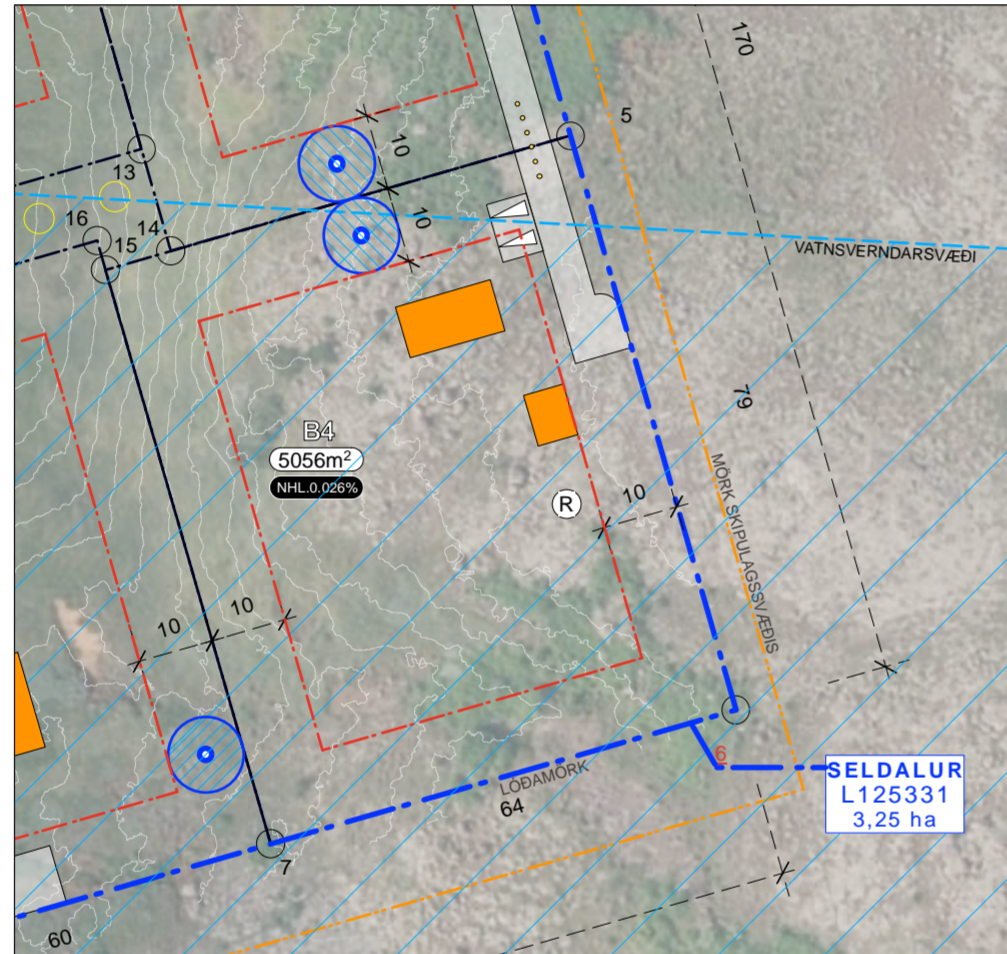 170
5
10
13
16
14
15
10
VATNSVERNDARSVÆÐI
79
B4
5056m²
NHL.0.026%
MÖRK SKIPULAGSSVÆÐIS
10
R
10
10
6
SELDALUR
L125331
3,25 ha
LÓÐAMÖRK
64
7
60